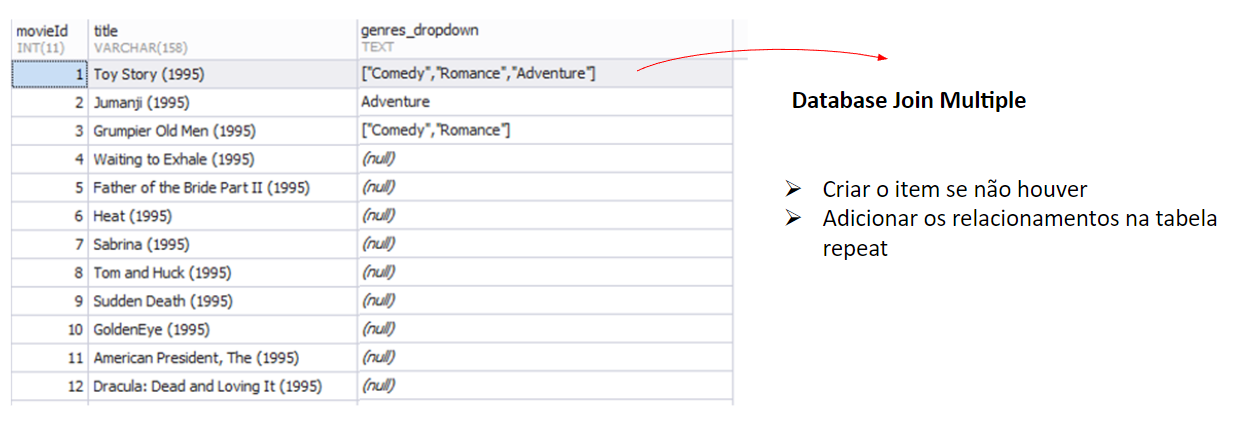 movieId title genres_dropdown
INT(11) VARCHAR(158) TEXT
1 Toy Story (1995) ["Comedy","Romance","Adventure"]
2 Jumanji (1995) Adventure
3 Grumpier Old Men (1995) ["Comedy","Romance"]
4 Waiting to Exhale (1995) (null)
5 Father of the Bride Part II (1995) (null)
6 Heat (1995) (null)
7 Sabrina (1995) (null)
8 Tom and Huck (1995) (null)
9 Sudden Death (1995) (null)
10 GoldenEye (1995) (null)
11 American President, The (1995) (null)
12 Dracula: Dead and Loving It (1995) (null)
Database Join Multiple
➢ Criar o item se não houver
➢ Adicionar os relacionamentos na tabela
repeat